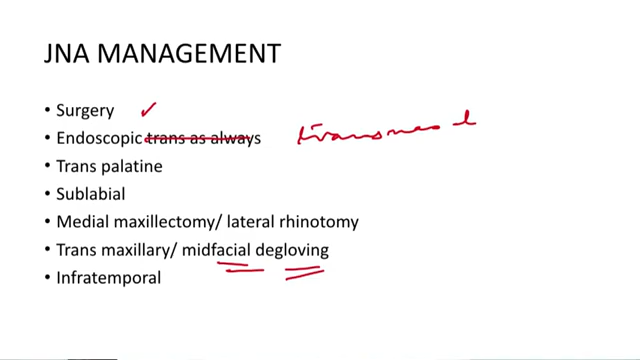 JNA MANAGEMENT
• Surgery ✓
• Endoscopic trans as always transnasal
• Trans palatine
• Sublabial
• Medial maxillectomy/ lateral rhinotomy
• Trans maxillary/ midfacial degloving
• Infratemporal